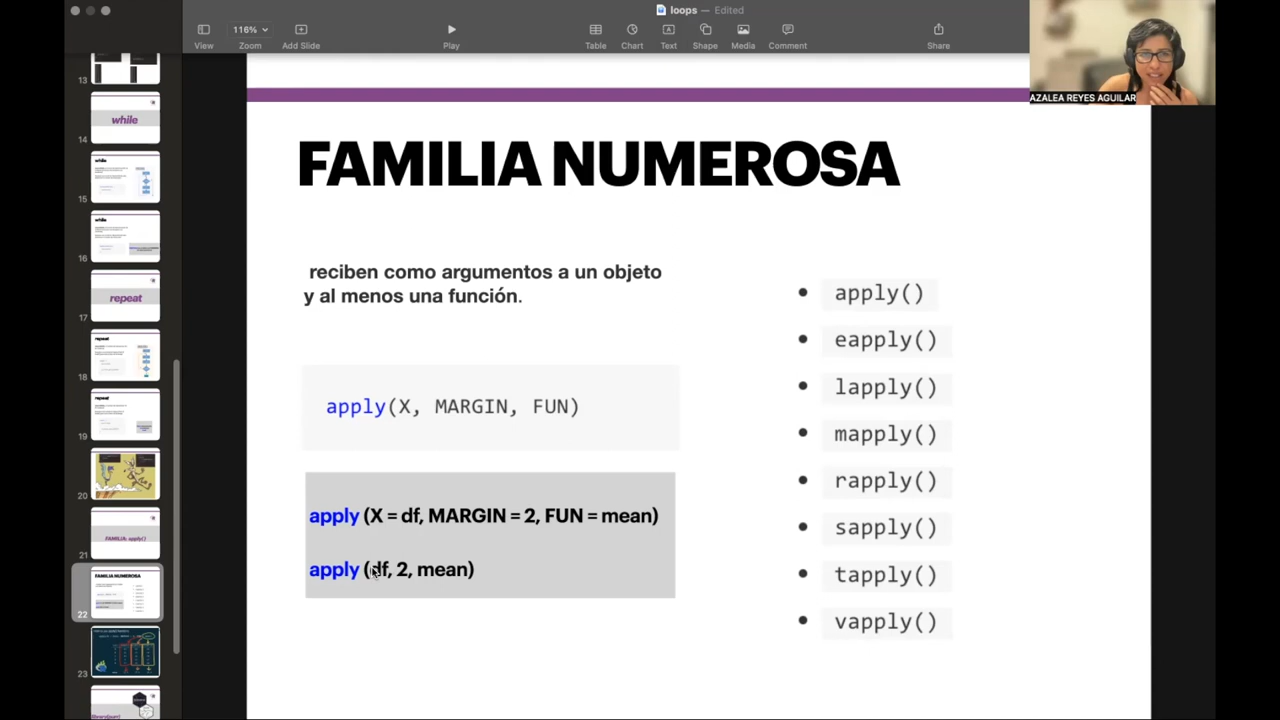 loops — Edited
116%
View
Zoom
Add Slide
Play
Table
Chart
Text
Shape
Media
Comment
Share
AZALEA REYES AGUILAR
13
while
14
while
15
while
16
repeat
17
repeat
18
repeat
19
20
FAMILIA: apply()
21
FAMILIA NUMEROSA
22
23
FAMILIA NUMEROSA
reciben como argumentos a un objeto
y al menos una función.
apply(X, MARGIN, FUN)
apply (X = df, MARGIN = 2, FUN = mean)
apply (df, 2, mean)
• apply()
• eapply()
• lapply()
• mapply()
• rapply()
• sapply()
• tapply()
• vapply()